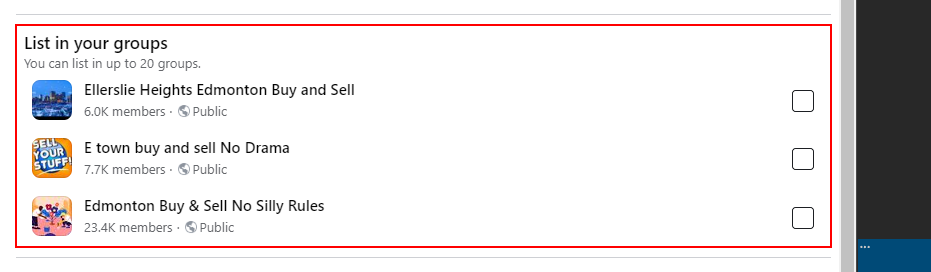 List in your groups
You can list in up to 20 groups.
Ellerslie Heights Edmonton Buy and Sell
6.0K members · Public
SELL
YOUR
STUFF!
E town buy and sell No Drama
7.7K members · Public
Edmonton Buy & Sell No Silly Rules
23.4K members · Public
...